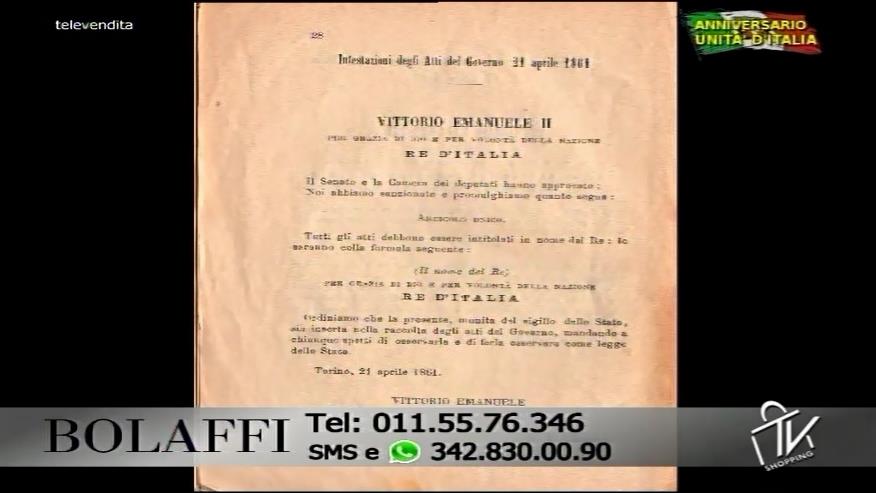 televendita
ANNIVERSARIO
UNITA' D'ITALIA
28
Intestazioni degli Atti del Governo 21 aprile 1861
VITTORIO EMANUELE II
PER GRAZIA DI DIO E PER VOLONTÀ DELLA NAZIONE
RE D'ITALIA
Il Senato e la Camera dei deputati hanno approvato;
Noi abbiamo sanzionato e promulghiamo quanto segue:
ARTICOLO UNICO.
Tutti gli atti debbono essere intitolati in nome del Re: lo
saranno colla formula seguente:
(Il nome del Re)
PER GRAZIA DI DIO E PER VOLONTÀ DELLA NAZIONE
RE D'ITALIA
Ordiniamo che la presente, munita del sigillo dello Stato,
sia inserta nella raccolta degli atti del Governo, mandando a
chiunque spetti di osservarla e di farla osservare come legge
dello Stato.
Torino, 21 aprile 1861.
VITTORIO EMANUELE
BOLAFFI
Tel: 011.55.76.346
SMS e 342.830.00.90
TV
SHOPPING